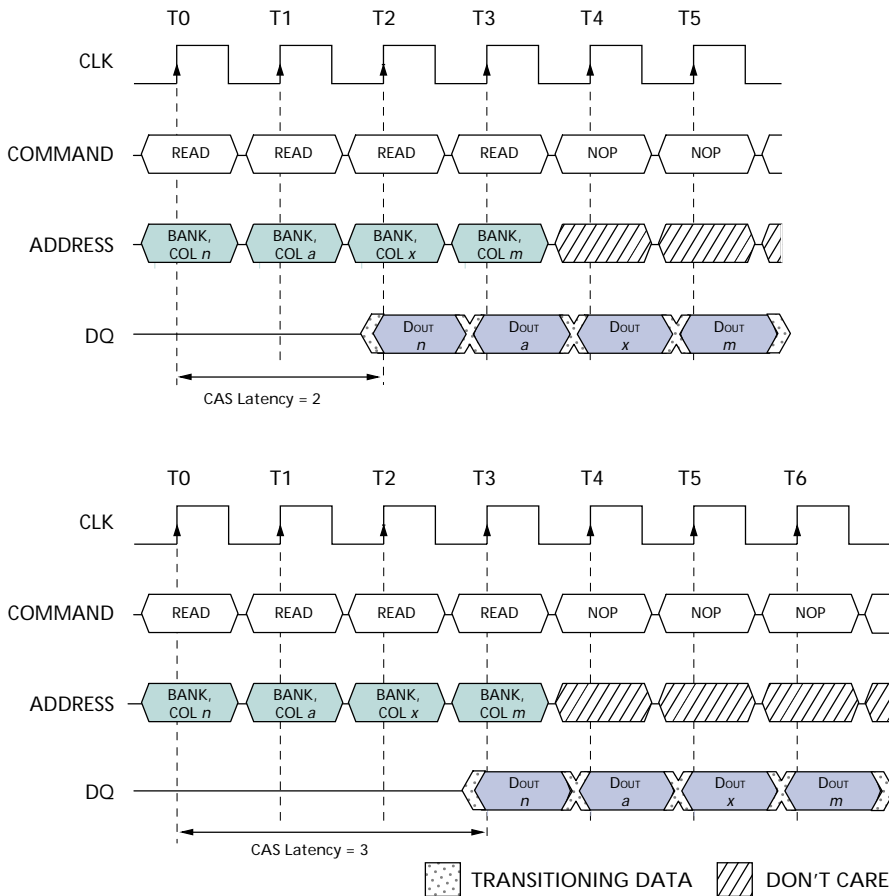 T0 T1 T2 T3 T4 T5
CLK
COMMAND READ READ READ READ NOP NOP
ADDRESS BANK, COL n BANK, COL a BANK, COL x BANK, COL m
DQ DOUT n DOUT a DOUT x DOUT m
CAS Latency = 2
T0 T1 T2 T3 T4 T5 T6
CLK
COMMAND READ READ READ READ NOP NOP NOP
ADDRESS BANK, COL n BANK, COL a BANK, COL x BANK, COL m
DQ DOUT n DOUT a DOUT x DOUT m
CAS Latency = 3
TRANSITIONING DATA DON'T CARE